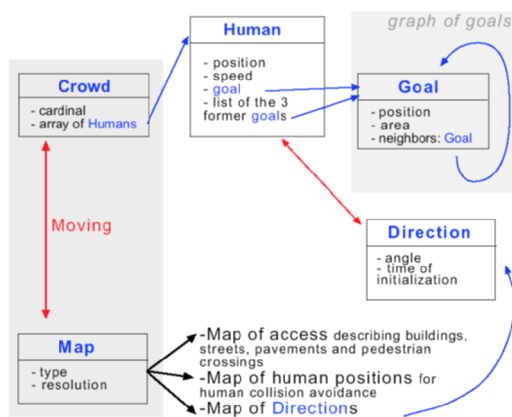 graph of goals
Human
- position
- speed
- goal
- list of the 3
former goals
Crowd
- cardinal
- array of Humans
Goal
- position
- area
- neighbors: Goal
Moving
Direction
- angle
- time of
initialization
Map
- type
- resolution
-Map of access describing buildings,
streets, pavements and pedestrian
crossings
-Map of human positions for
human collision avoidance
-Map of Directions